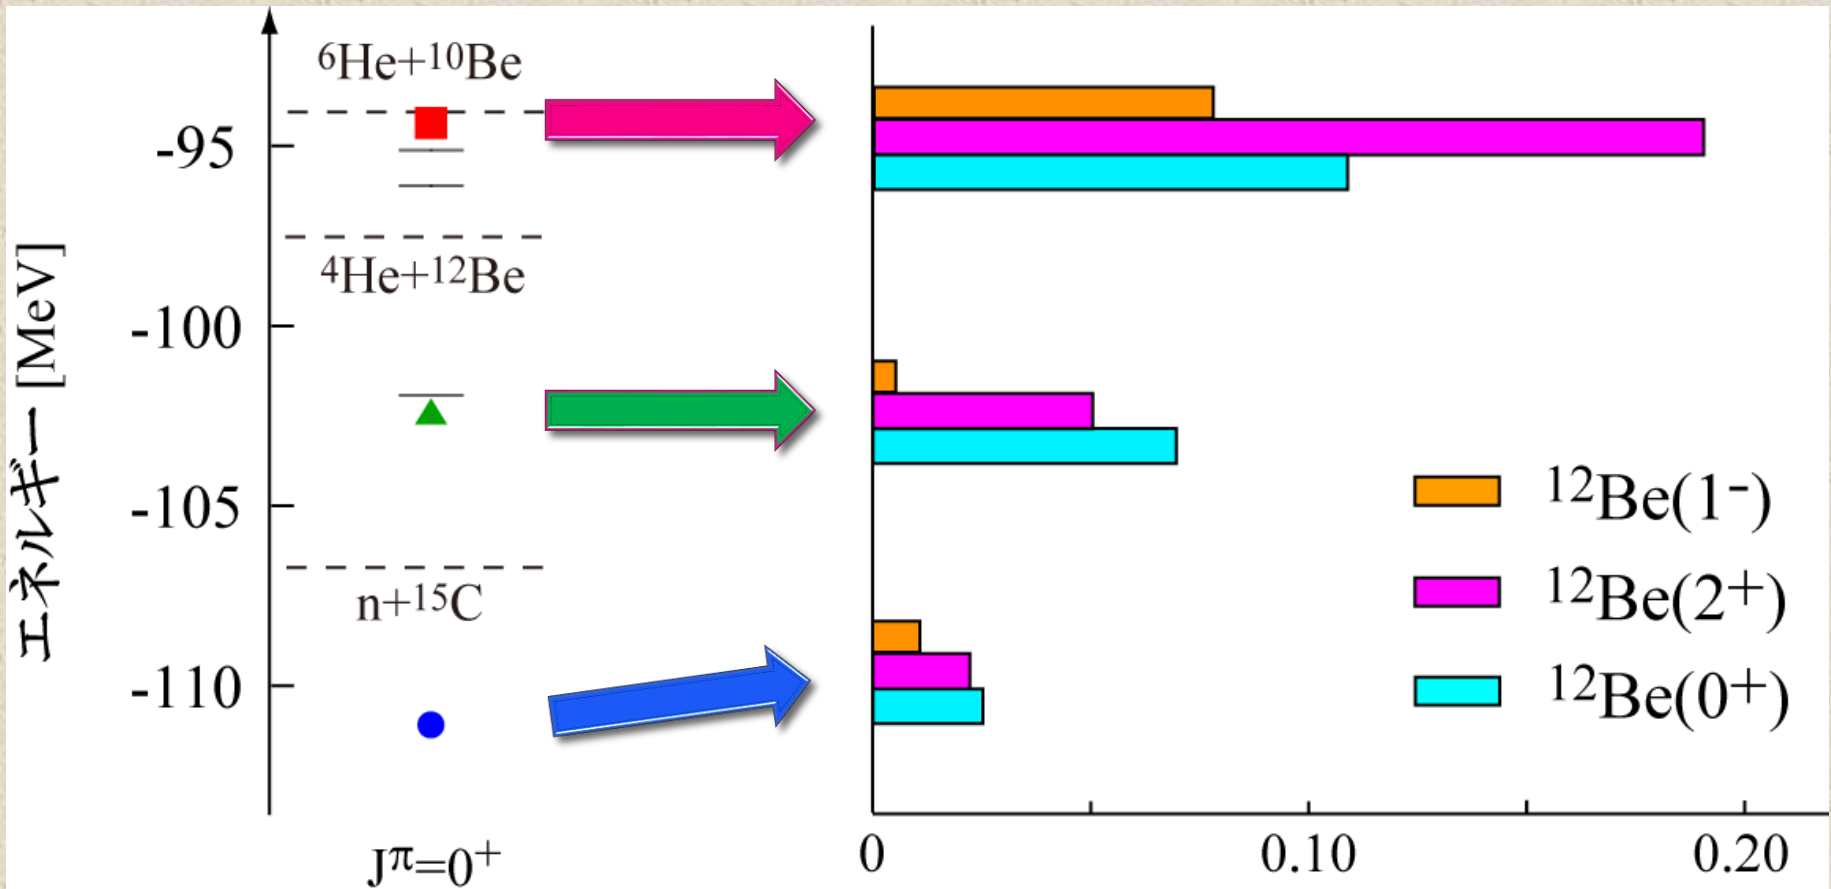 ⁶He+¹⁰Be
-95
⁴He+¹²Be
-100
-105
n+¹⁵C
-110
エネルギー [MeV]
Jπ=0⁺
¹²Be(1⁻)
¹²Be(2⁺)
¹²Be(0⁺)
0
0.10
0.20